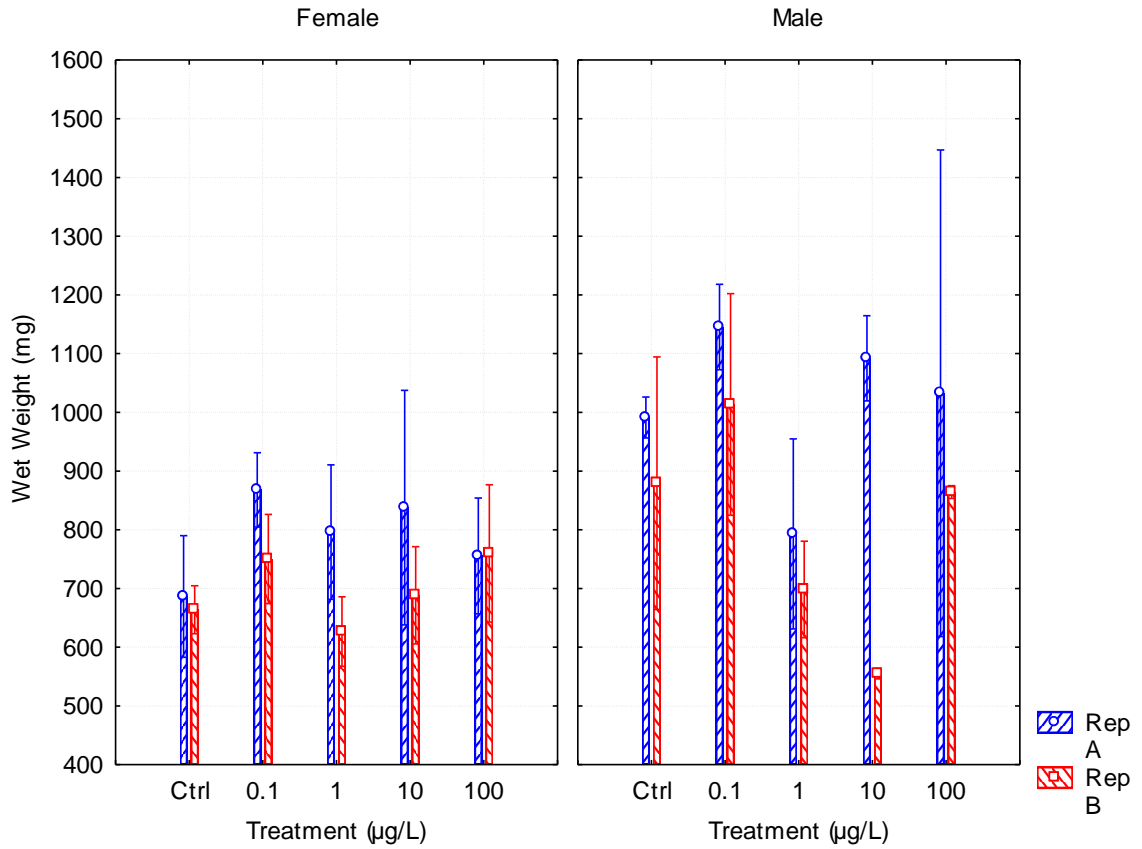 Female
Male
Wet Weight (mg)
1600
1500
1400
1300
1200
1100
1000
900
800
700
600
500
400
Ctrl 0.1 1 10 100
Ctrl 0.1 1 10 100
Treatment (µg/L)
Treatment (µg/L)
Rep
A
Rep
B